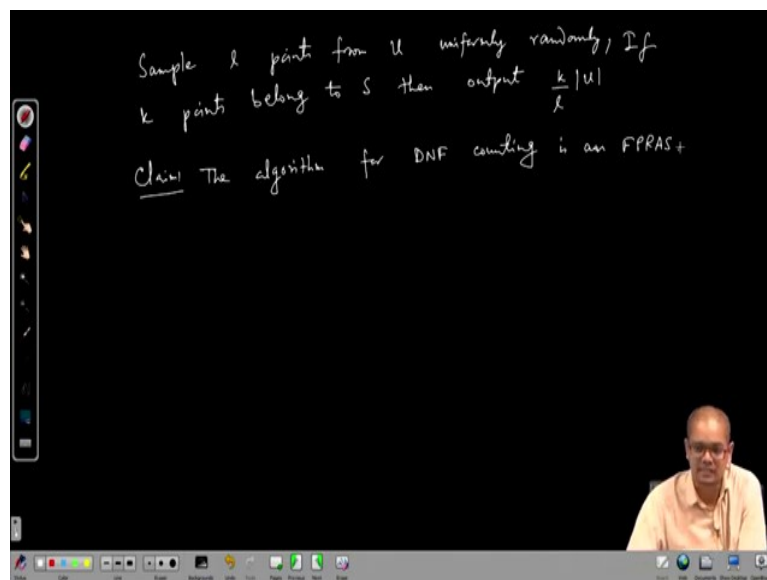 Sample l points from U uniformly randomly, If
k points belong to S then output k/l |U|
Claim The algorithm for DNF counting is an FPRAS